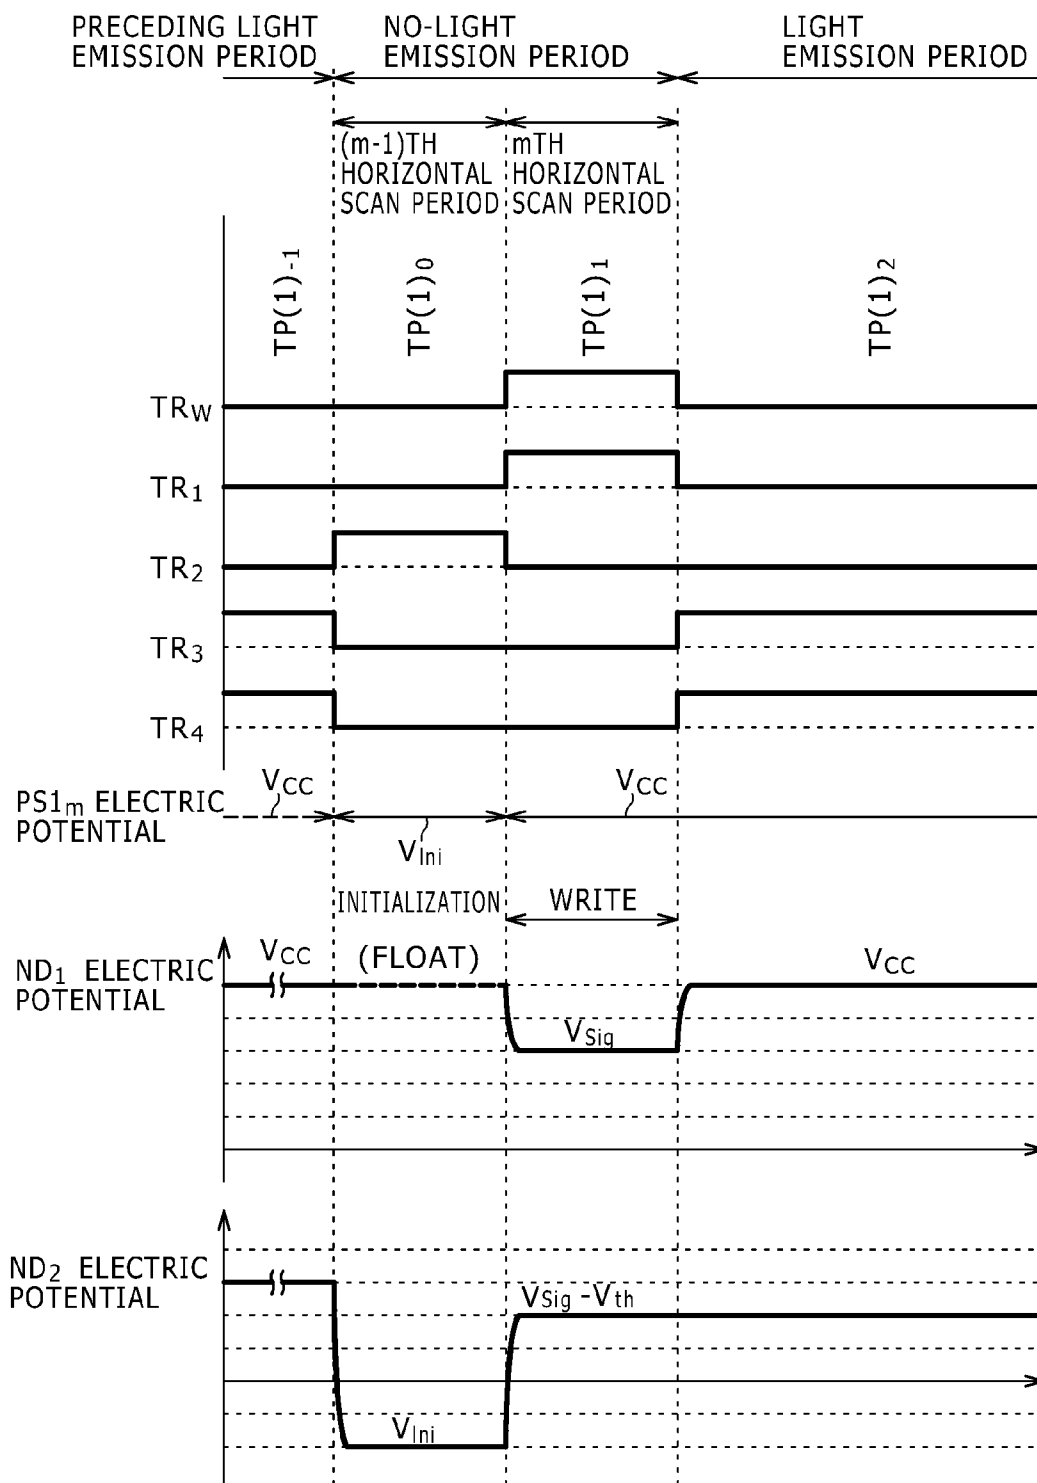 PRECEDING LIGHT
EMISSION PERIOD
NO-LIGHT
EMISSION PERIOD
LIGHT
EMISSION PERIOD
(m-1)TH
HORIZONTAL
SCAN PERIOD
mTH
HORIZONTAL
SCAN PERIOD
TP(1)-1
TP(1)0
TP(1)1
TP(1)2
TRW
TR1
TR2
TR3
TR4
PS1m ELECTRIC
POTENTIAL
VCC
VIni
VCC
INITIALIZATION
WRITE
ND1 ELECTRIC
POTENTIAL
VCC
(FLOAT)
VSig
VCC
ND2 ELECTRIC
POTENTIAL
VSig -Vth
VIni